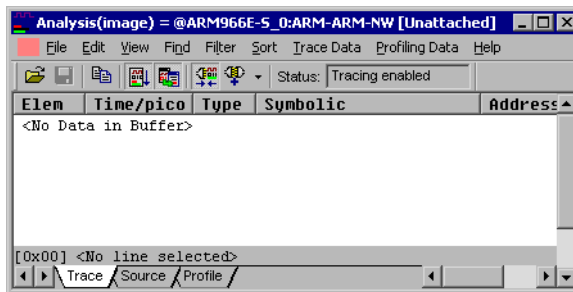 Analysis(image) = @ARM966E-S_0:ARM-ARM-NW [Unattached]
File Edit View Find Filter Sort Trace Data Profiling Data Help
Status: Tracing enabled
Elem Time/pico Type Symbolic Address
<No Data in Buffer>
[0x00] <No line selected>
Trace Source Profile